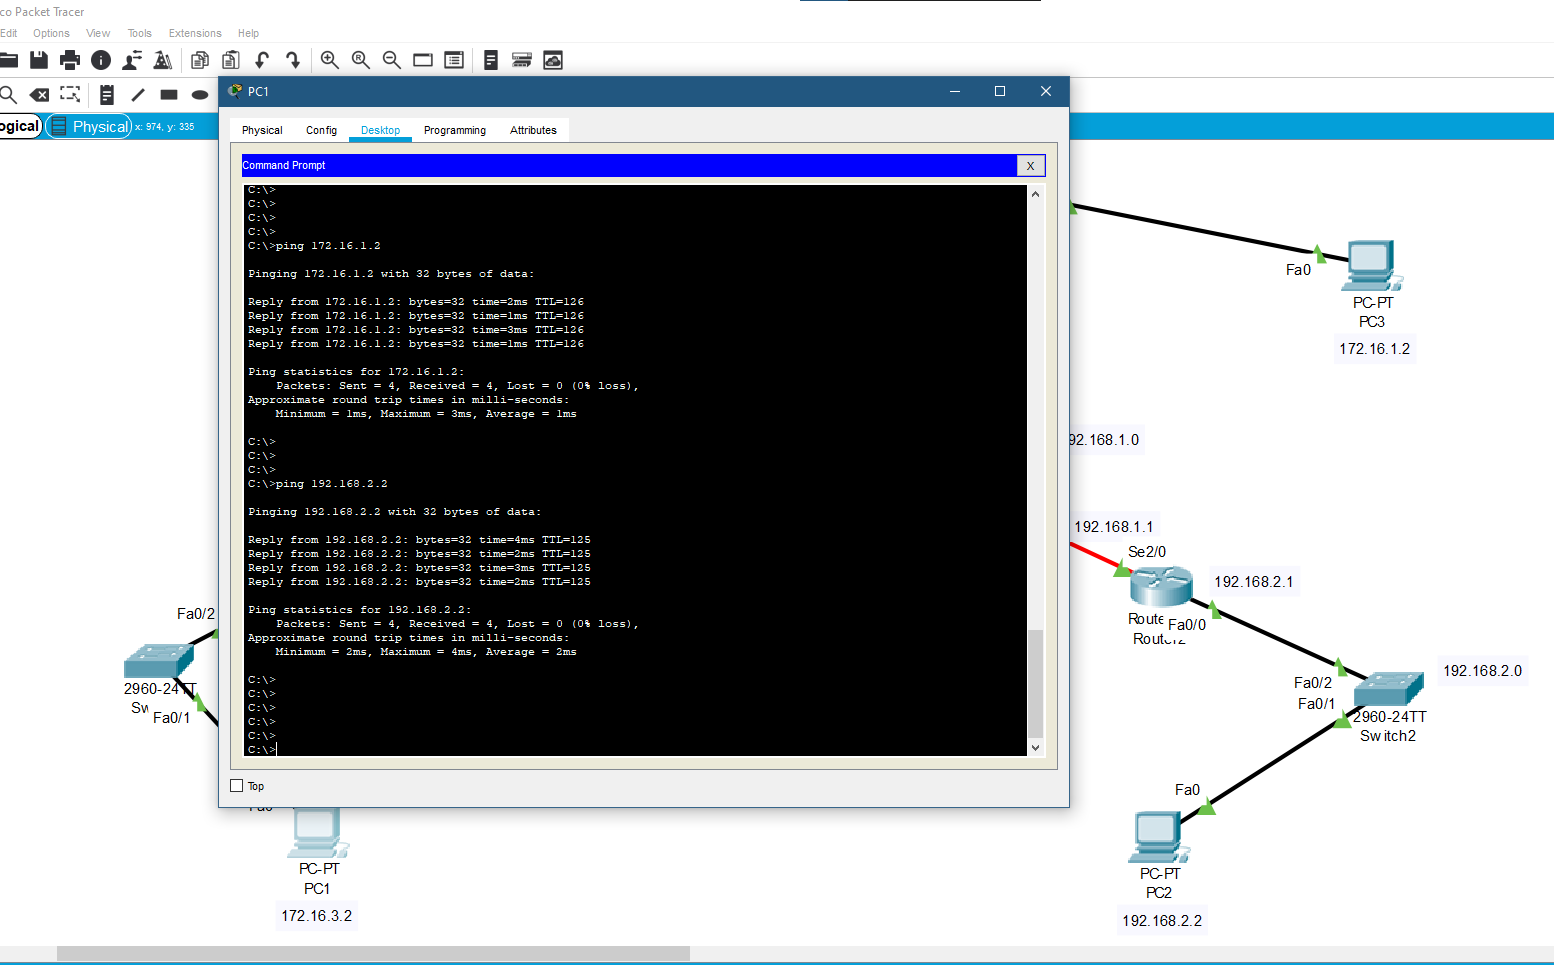 co Packet Tracer
Edit Options View Tools Extensions Help
PC1
ogical Physical x: 974, y: 335
Physical Config Desktop Programming Attributes
Command Prompt
X
C:\>
C:\>
C:\>
C:\>
C:\>ping 172.16.1.2
Pinging 172.16.1.2 with 32 bytes of data:
Reply from 172.16.1.2: bytes=32 time=2ms TTL=126
Reply from 172.16.1.2: bytes=32 time=1ms TTL=126
Reply from 172.16.1.2: bytes=32 time=3ms TTL=126
Reply from 172.16.1.2: bytes=32 time=1ms TTL=126
Ping statistics for 172.16.1.2:
Packets: Sent = 4, Received = 4, Lost = 0 (0% loss),
Approximate round trip times in milli-seconds:
Minimum = 1ms, Maximum = 3ms, Average = 1ms
C:\>
C:\>
C:\>
C:\>ping 192.168.2.2
Pinging 192.168.2.2 with 32 bytes of data:
Reply from 192.168.2.2: bytes=32 time=4ms TTL=125
Reply from 192.168.2.2: bytes=32 time=2ms TTL=125
Reply from 192.168.2.2: bytes=32 time=3ms TTL=125
Reply from 192.168.2.2: bytes=32 time=2ms TTL=125
Ping statistics for 192.168.2.2:
Packets: Sent = 4, Received = 4, Lost = 0 (0% loss),
Approximate round trip times in milli-seconds:
Minimum = 2ms, Maximum = 4ms, Average = 2ms
C:\>
C:\>
C:\>
C:\>
C:\>
C:\>
Top
Fa0
PC-PT
PC3
172.16.1.2
92.168.1.0
192.168.1.1
Se2/0
192.168.2.1
Fa0/0
192.168.2.0
Fa0/2
Fa0/1
2960-24TT
Switch2
Fa0
PC-PT
PC2
192.168.2.2
Fa0/2
2960-24TT
Sw
Fa0/1
PC-PT
PC1
172.16.3.2